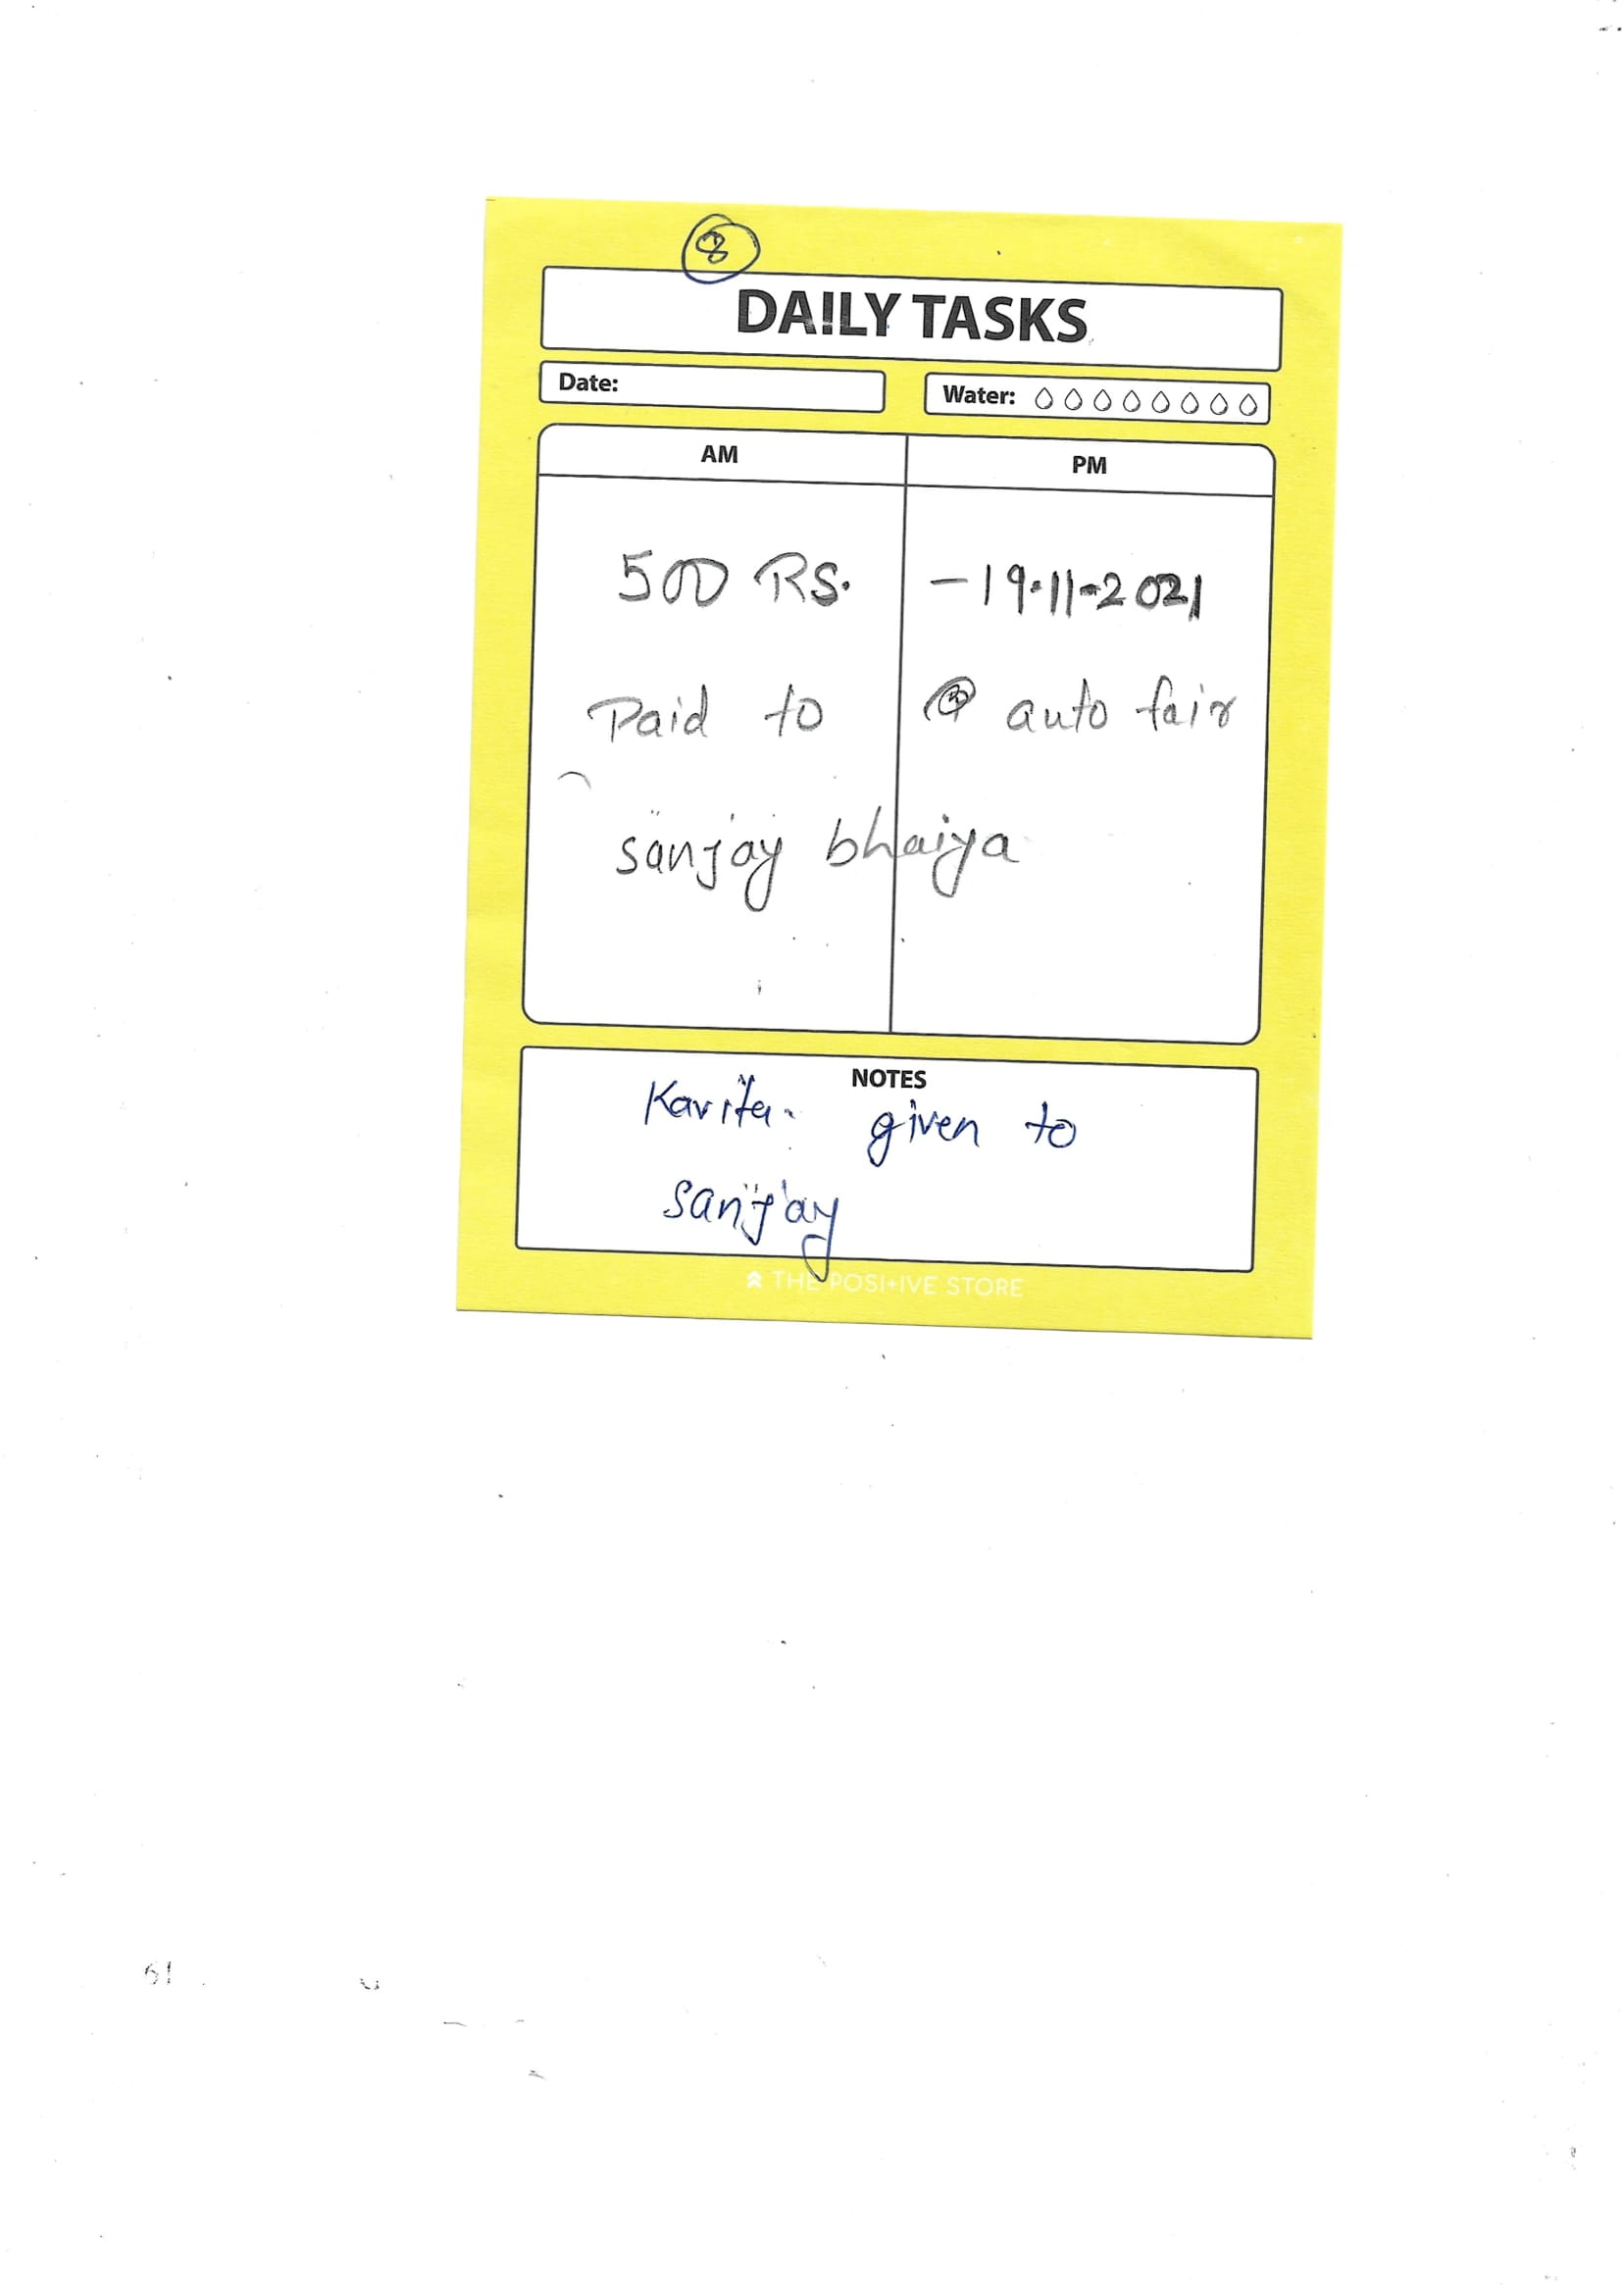 8
DA!LY TASKS
Date: Water:
AM PM
500 RS. -19.11-2021
Paid to @ auto fair
sanjay bhaiya
NOTES
Kavita. given to
sanjay
THE POSI+IVE STORE
61